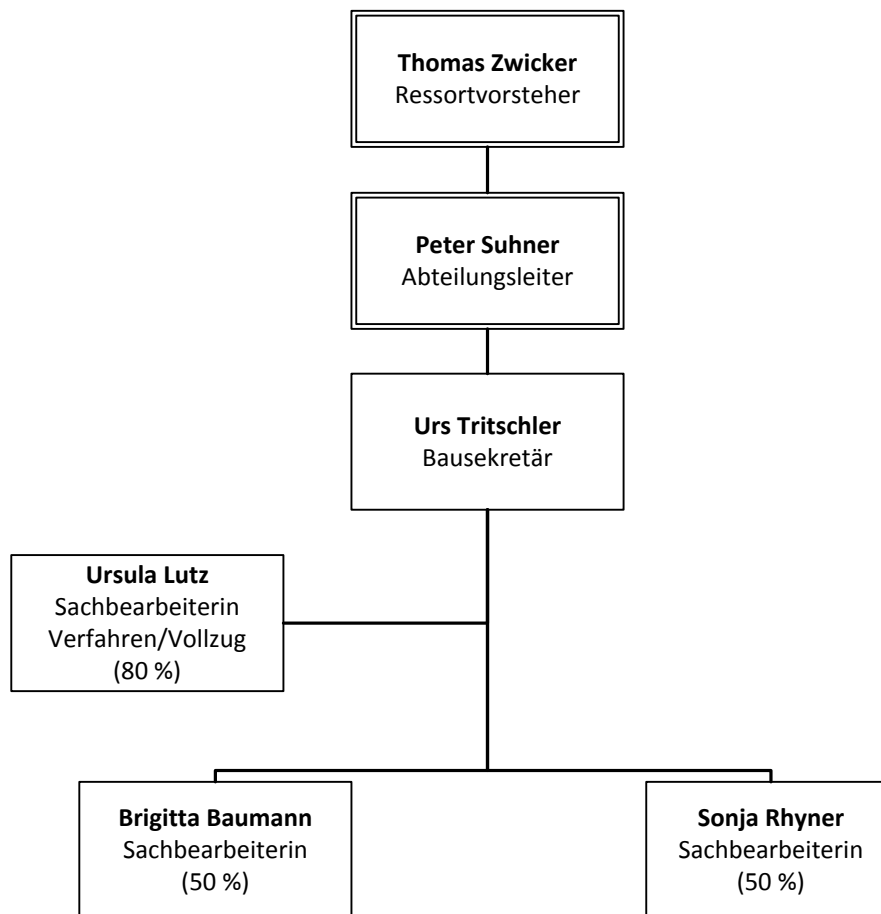 Thomas Zwicker
Ressortvorsteher
Peter Suhner
Abteilungsleiter
Urs Tritschler
Bausekretär
Ursula Lutz
Sachbearbeiterin
Verfahren/Vollzug
(80 %)
Brigitta Baumann
Sachbearbeiterin
(50 %)
Sonja Rhyner
Sachbearbeiterin
(50 %)